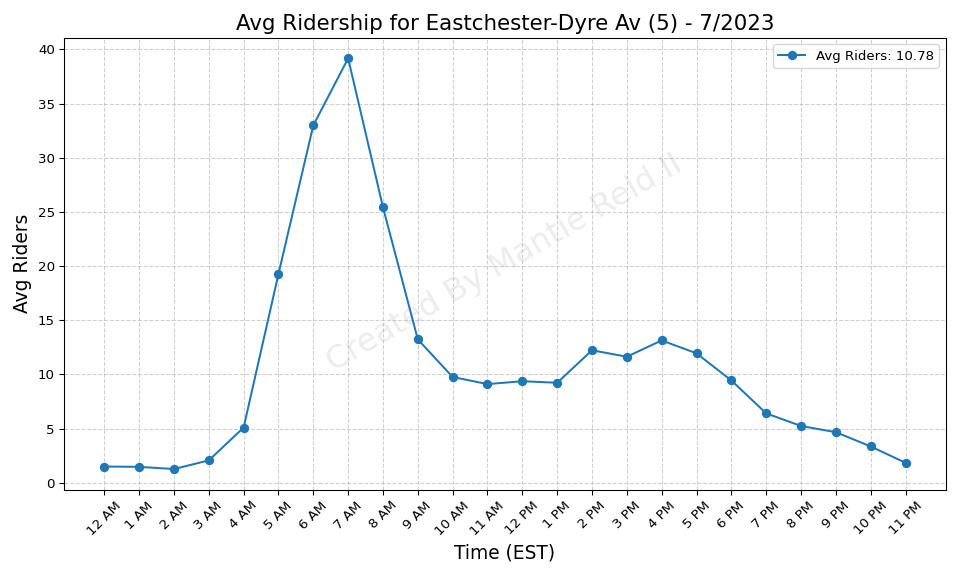 Avg Ridership for Eastchester-Dyre Av (5) - 7/2023
Avg Riders: 10.78
Avg Riders
40
35
30
25
20
15
10
5
0
Created By Mantie Reid II
12 AM
1 AM
2 AM
3 AM
4 AM
5 AM
6 AM
7 AM
8 AM
9 AM
10 AM
11 AM
12 PM
1 PM
2 PM
3 PM
4 PM
5 PM
6 PM
7 PM
8 PM
9 PM
10 PM
11 PM
Time (EST)